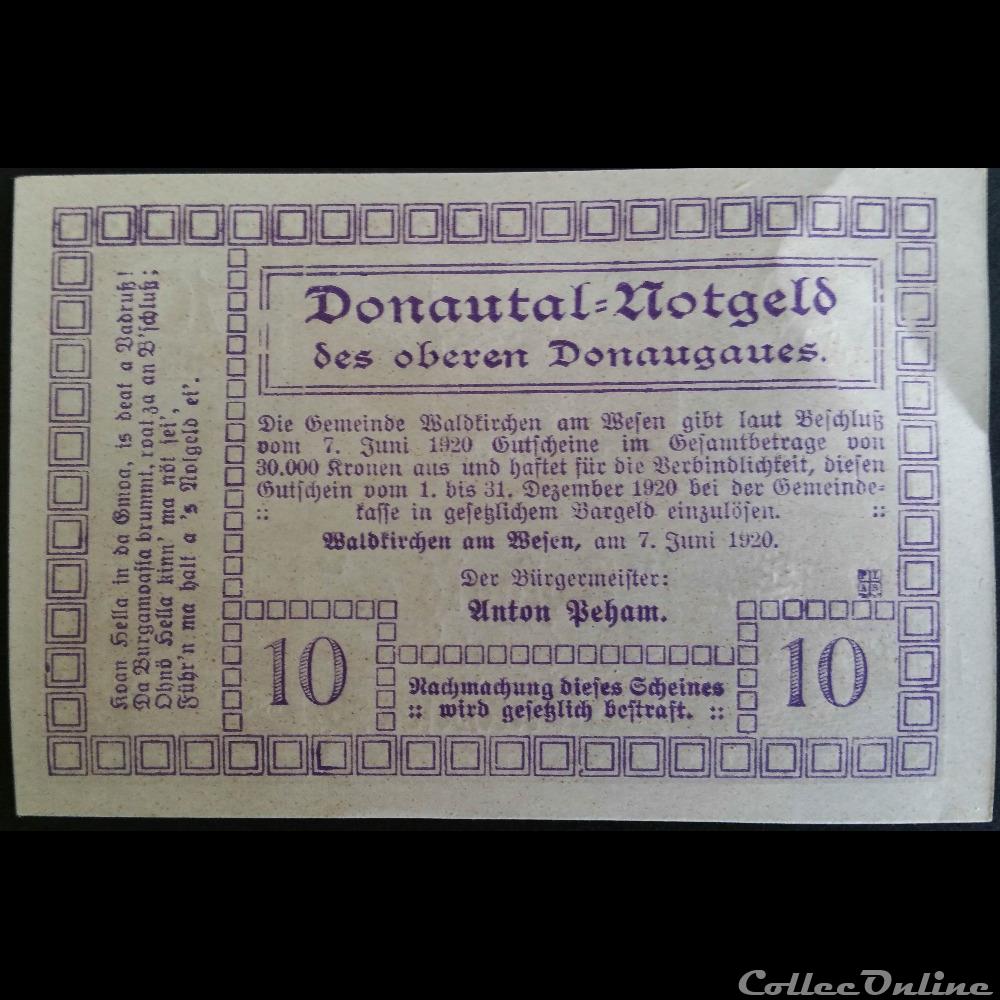 Koan Hella in da Gmoa, is deat a Vadruß!
Da Burgamoasta brummt, roizza an B'schluß;
Ohnö Hella kinn' ma nöt sei',
Führ'n ma halt a 's Notgeld ei'.
Donautal=Notgeld
des oberen Donaugaues.
Die Gemeinde Waldkirchen am Wesen gibt laut Beschluß
vom 7. Juni 1920 Gutscheine im Gesamtbetrage von
30.000 Kronen aus und haftet für die Verbindlichkeit, diesen
Gutschein vom 1. bis 31. Dezember 1920 bei der Gemeinde=
:: kasse in gesetzlichem Bargeld einzulösen. ::
Waldkirchen am Wesen, am 7. Juni 1920.
Der Bürgermeister:
Anton Peham.
10
10
Nachmachung dieses Scheines
:: wird gesetzlich bestraft. ::
CollecOnline